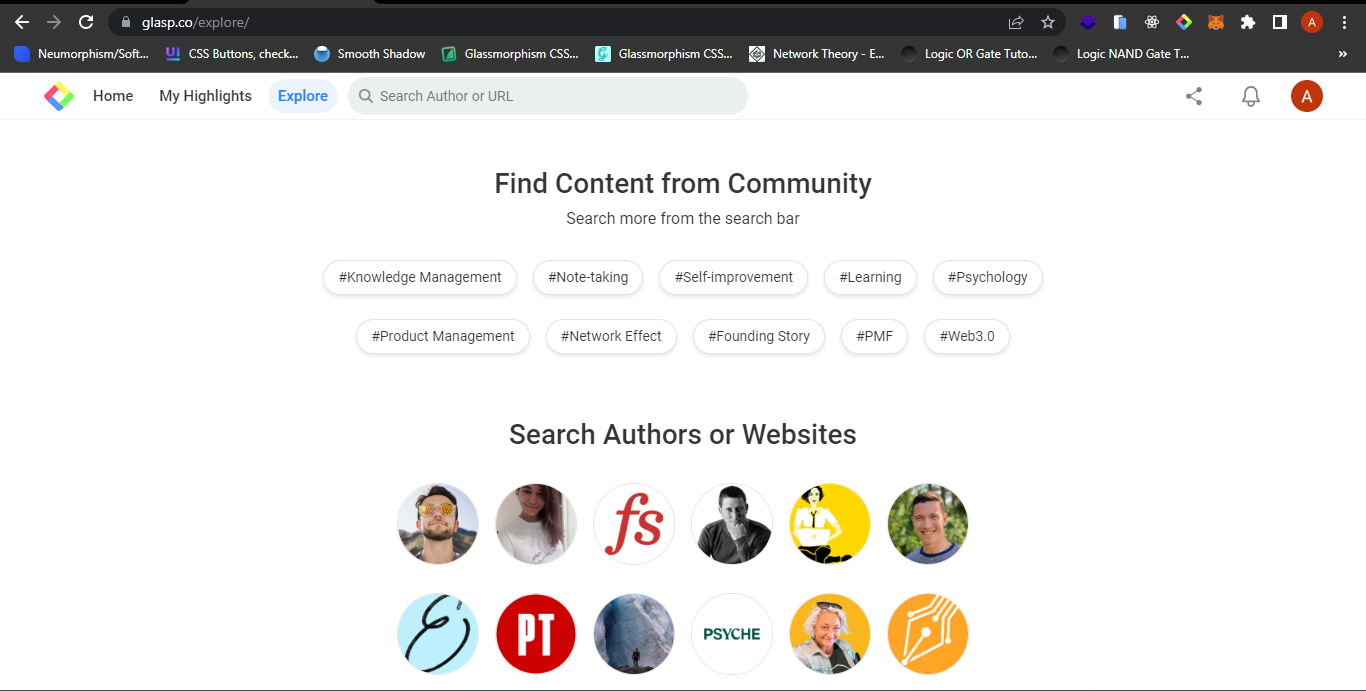 glasp.co/explore/
A
Neumorphism/Soft... CSS Buttons, check... Smooth Shadow Glassmorphism CSS... Glassmorphism CSS... Network Theory - E... Logic OR Gate Tuto... Logic NAND Gate T... »
Home My Highlights Explore Search Author or URL A
Find Content from Community
Search more from the search bar
#Knowledge Management #Note-taking #Self-improvement #Learning #Psychology
#Product Management #Network Effect #Founding Story #PMF #Web3.0
Search Authors or Websites
fs
PT PSYCHE